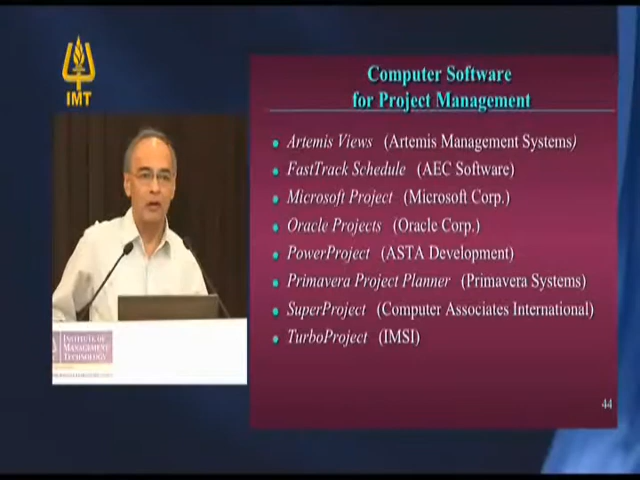 IMT
Computer Software
for Project Management
Artemis Views (Artemis Management Systems)
FastTrack Schedule (AEC Software)
Microsoft Project (Microsoft Corp.)
Oracle Projects (Oracle Corp.)
PowerProject (ASTA Development)
Primavera Project Planner (Primavera Systems)
SuperProject (Computer Associates International)
TurboProject (IMSI)
44
INSTITUTE OF
MANAGEMENT
TECHNOLOGY